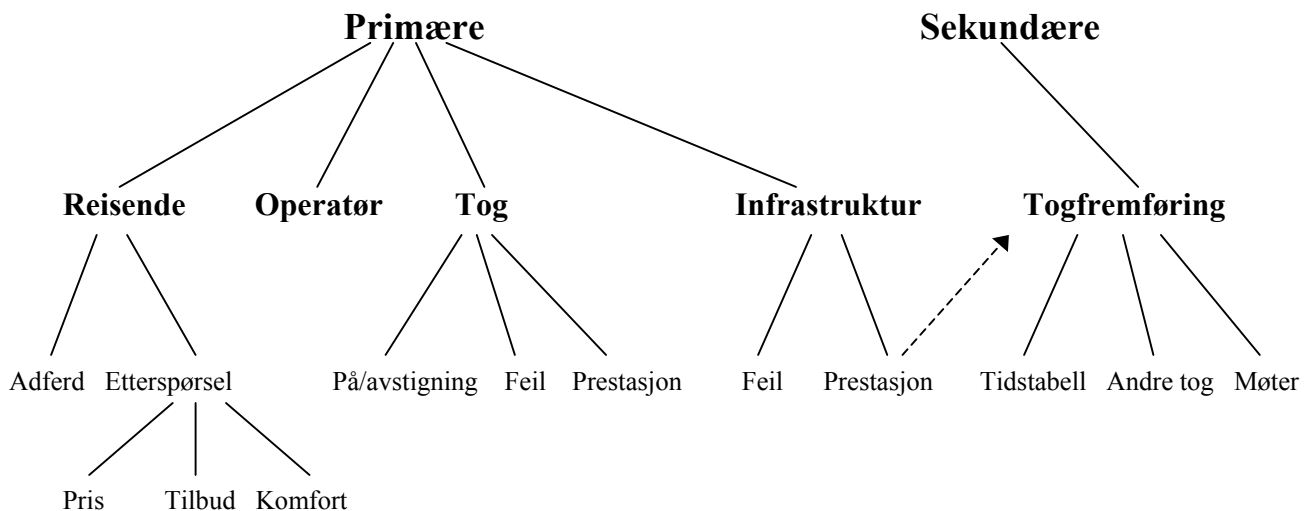 Primære Sekundære
Reisende Operatør Tog Infrastruktur Togfremføring
Adferd Etterspørsel På/avstigning Feil Prestasjon Feil Prestasjon Tidstabell Andre tog Møter
Pris Tilbud Komfort